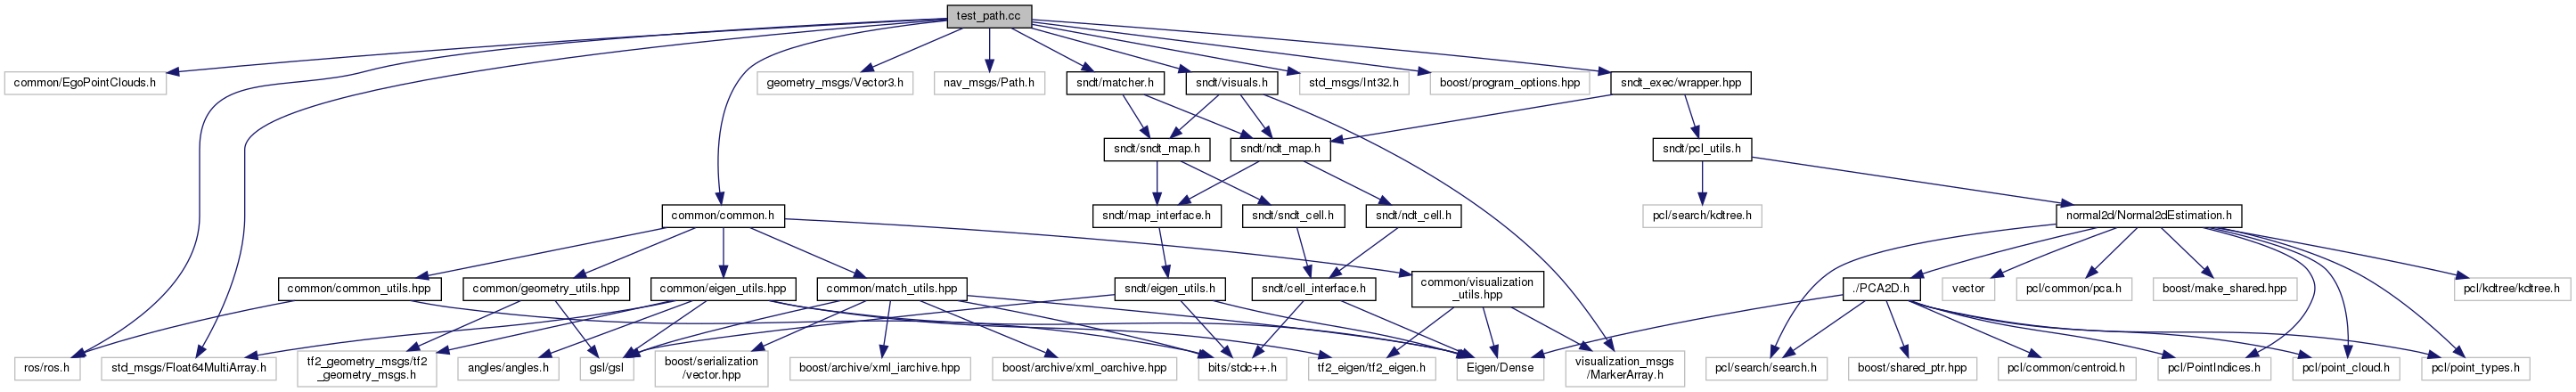 test_path.cc
common/EgoPointClouds.h
geometry_msgs/Vector3.h
nav_msgs/Path.h
sndt/matcher.h
sndt/visuals.h
std_msgs/Int32.h
boost/program_options.hpp
sndt_exec/wrapper.hpp
sndt/sndt_map.h
sndt/ndt_map.h
sndt/pcl_utils.h
common/common.h
sndt/map_interface.h
sndt/sndt_cell.h
sndt/ndt_cell.h
pcl/search/kdtree.h
normal2d/Normal2dEstimation.h
common/common_utils.hpp
common/geometry_utils.hpp
common/eigen_utils.hpp
common/match_utils.hpp
sndt/eigen_utils.h
sndt/cell_interface.h
common/visualization
_utils.hpp
./PCA2D.h
vector
pcl/common/pca.h
boost/make_shared.hpp
pcl/kdtree/kdtree.h
ros/ros.h
std_msgs/Float64MultiArray.h
tf2_geometry_msgs/tf2
_geometry_msgs.h
angles/angles.h
gsl/gsl
boost/serialization
/vector.hpp
boost/archive/xml_iarchive.hpp
boost/archive/xml_oarchive.hpp
bits/stdc++.h
tf2_eigen/tf2_eigen.h
Eigen/Dense
visualization_msgs
/MarkerArray.h
pcl/search/search.h
boost/shared_ptr.hpp
pcl/common/centroid.h
pcl/PointIndices.h
pcl/point_cloud.h
pcl/point_types.h